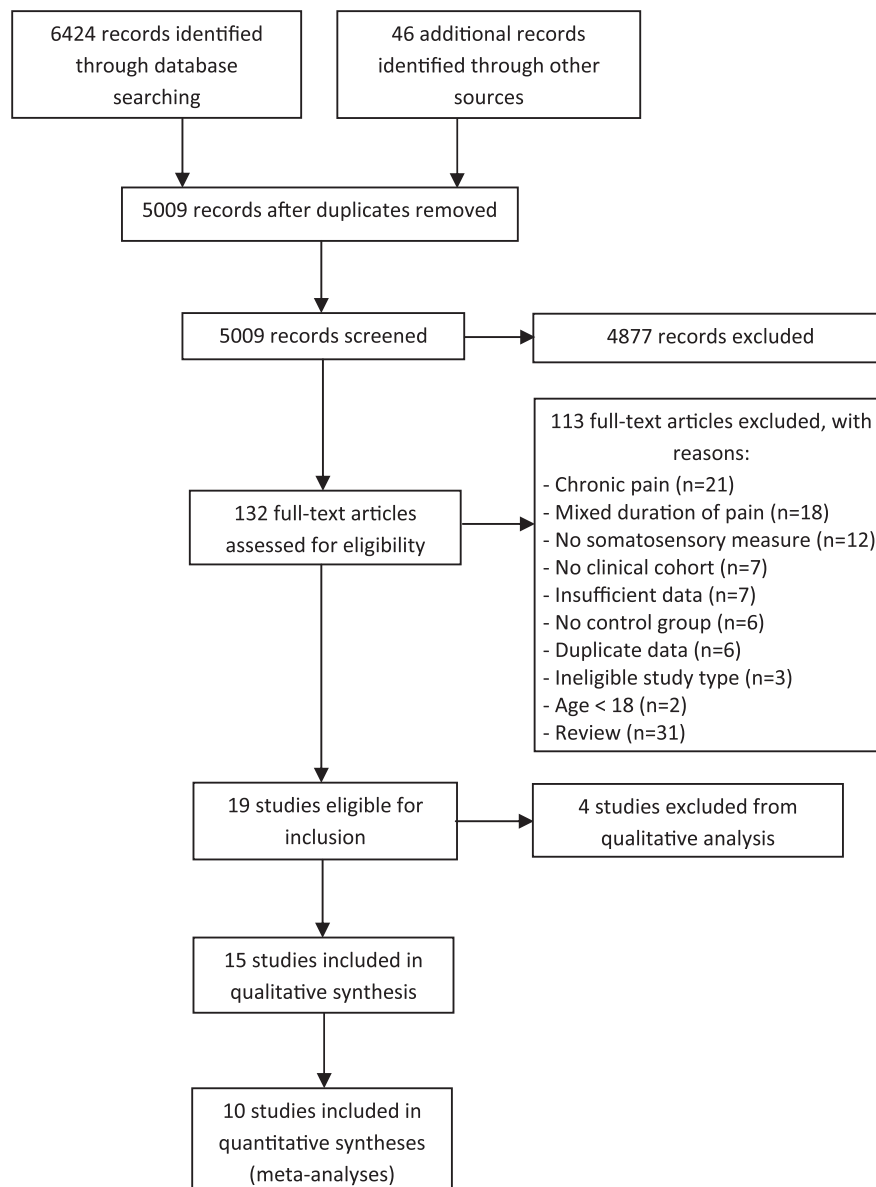 6424 records identified
through database
searching
46 additional records
identified through other
sources
5009 records after duplicates removed
5009 records screened
4877 records excluded
113 full-text articles excluded, with
reasons:
- Chronic pain (n=21)
- Mixed duration of pain (n=18)
- No somatosensory measure (n=12)
- No clinical cohort (n=7)
- Insufficient data (n=7)
- No control group (n=6)
- Duplicate data (n=6)
- Ineligible study type (n=3)
- Age < 18 (n=2)
- Review (n=31)
132 full-text articles
assessed for eligibility
19 studies eligible for
inclusion
4 studies excluded from
qualitative analysis
15 studies included in
qualitative synthesis
10 studies included in
quantitative syntheses
(meta-analyses)